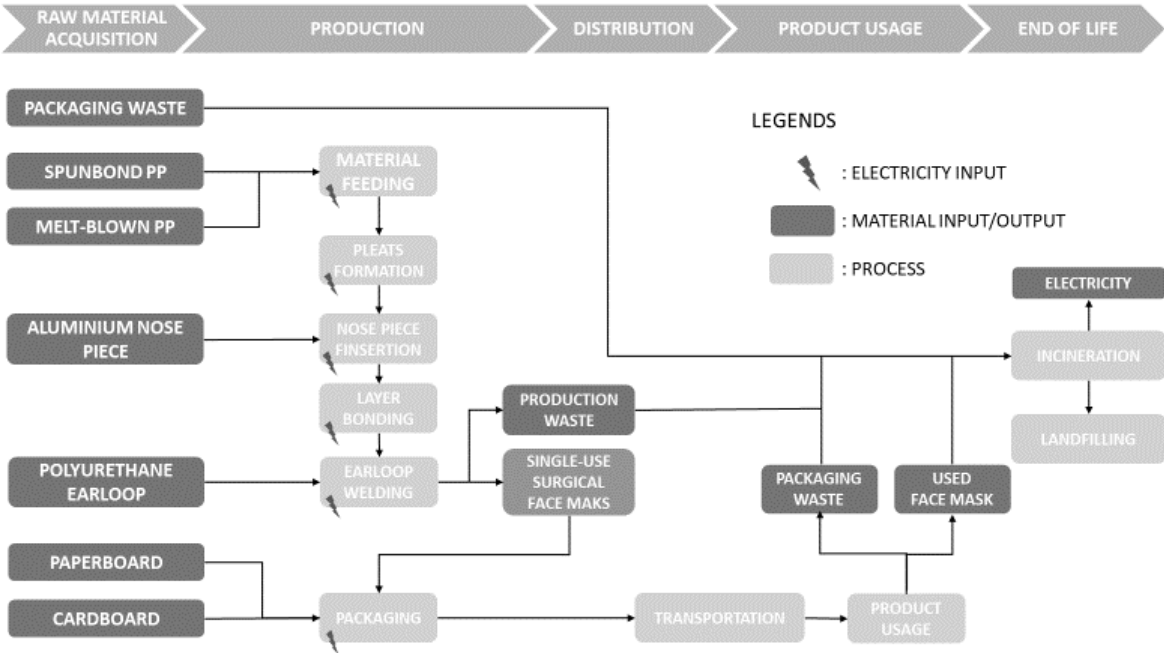 RAW MATERIAL
ACQUISITION
PRODUCTION
DISTRIBUTION
PRODUCT USAGE
END OF LIFE
PACKAGING WASTE
SPUNBOND PP
MELT-BLOWN PP
ALUMINIUM NOSE
PIECE
POLYURETHANE
EARLOOP
PAPERBOARD
CARDBOARD
MATERIAL
FEEDING
PLEATS
FORMATION
NOSE PIECE
FINSERTION
LAYER
BONDING
EARLOOP
WELDING
PACKAGING
PRODUCTION
WASTE
SINGLE-USE
SURGICAL
FACE MAKS
TRANSPORTATION
PRODUCT
USAGE
PACKAGING
WASTE
USED
FACE MASK
LEGENDS
: ELECTRICITY INPUT
: MATERIAL INPUT/OUTPUT
: PROCESS
ELECTRICITY
INCINERATION
LANDFILLING